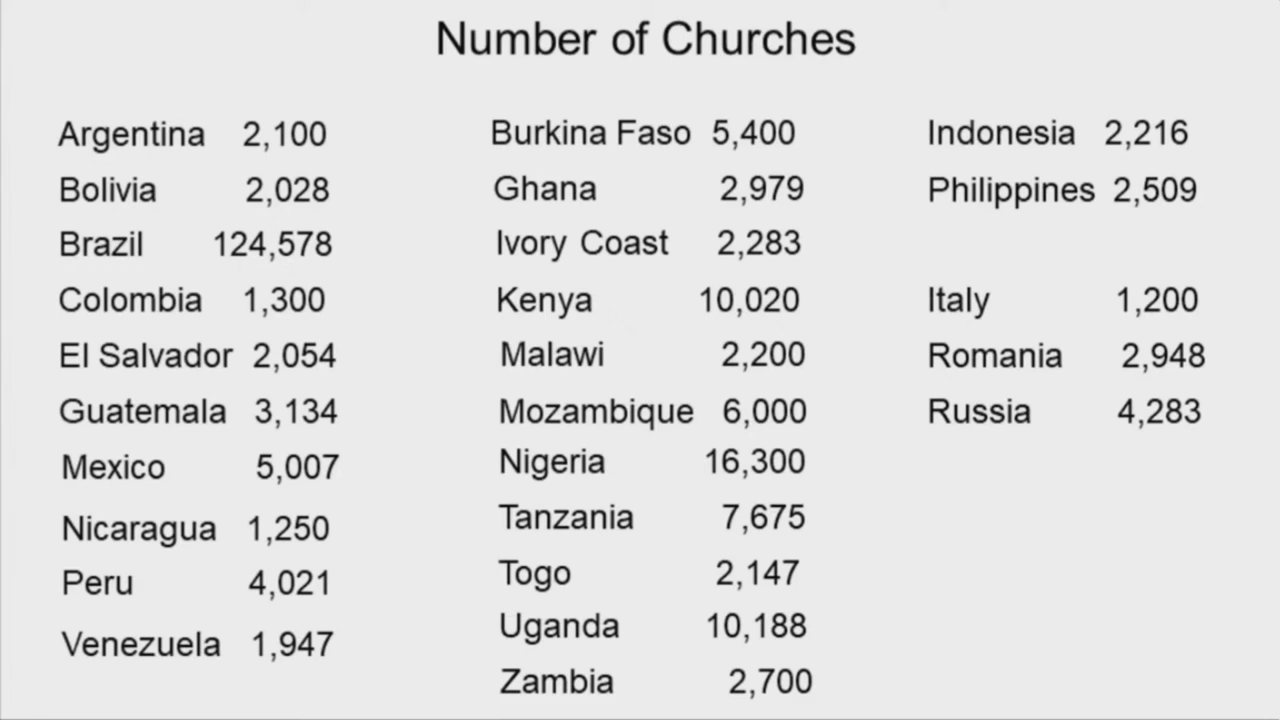 Number of Churches
Argentina 2,100
Bolivia 2,028
Brazil 124,578
Colombia 1,300
El Salvador 2,054
Guatemala 3,134
Mexico 5,007
Nicaragua 1,250
Peru 4,021
Venezuela 1,947
Burkina Faso 5,400
Ghana 2,979
Ivory Coast 2,283
Kenya 10,020
Malawi 2,200
Mozambique 6,000
Nigeria 16,300
Tanzania 7,675
Togo 2,147
Uganda 10,188
Zambia 2,700
Indonesia 2,216
Philippines 2,509
Italy 1,200
Romania 2,948
Russia 4,283